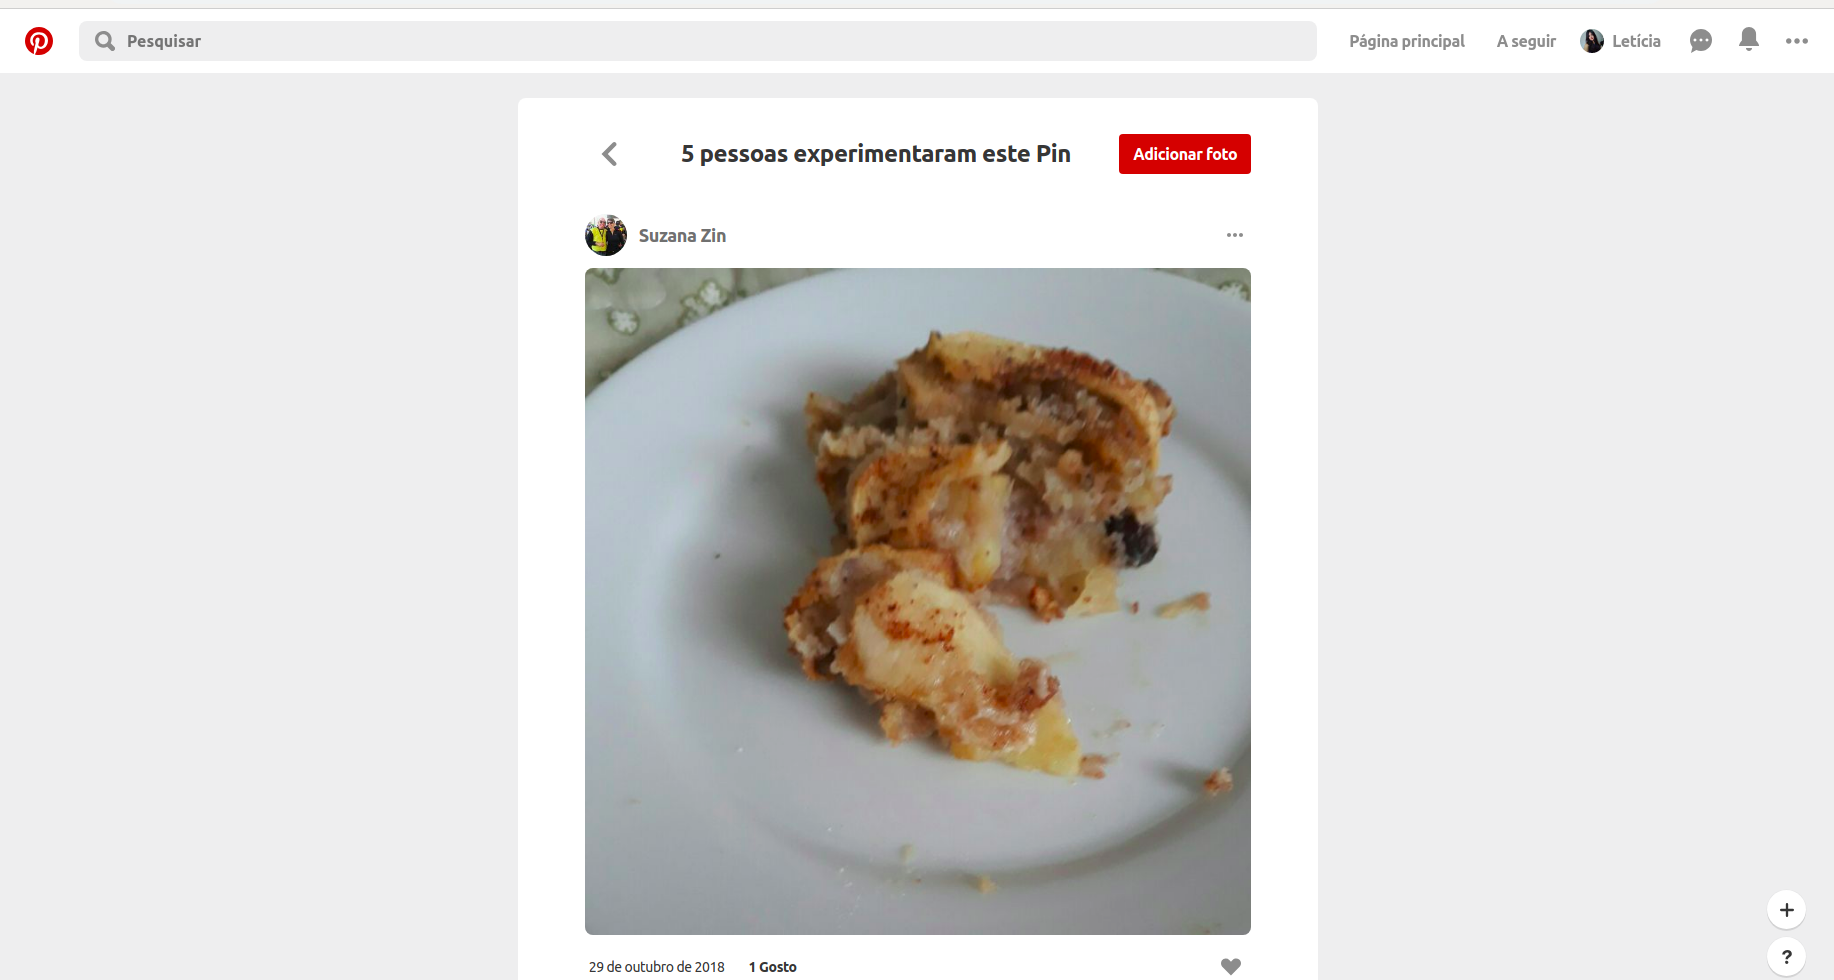 Pesquisar
Página principal
A seguir
Letícia
5 pessoas experimentaram este Pin
Adicionar foto
Suzana Zin
29 de outubro de 2018 1 Gosto
+
?